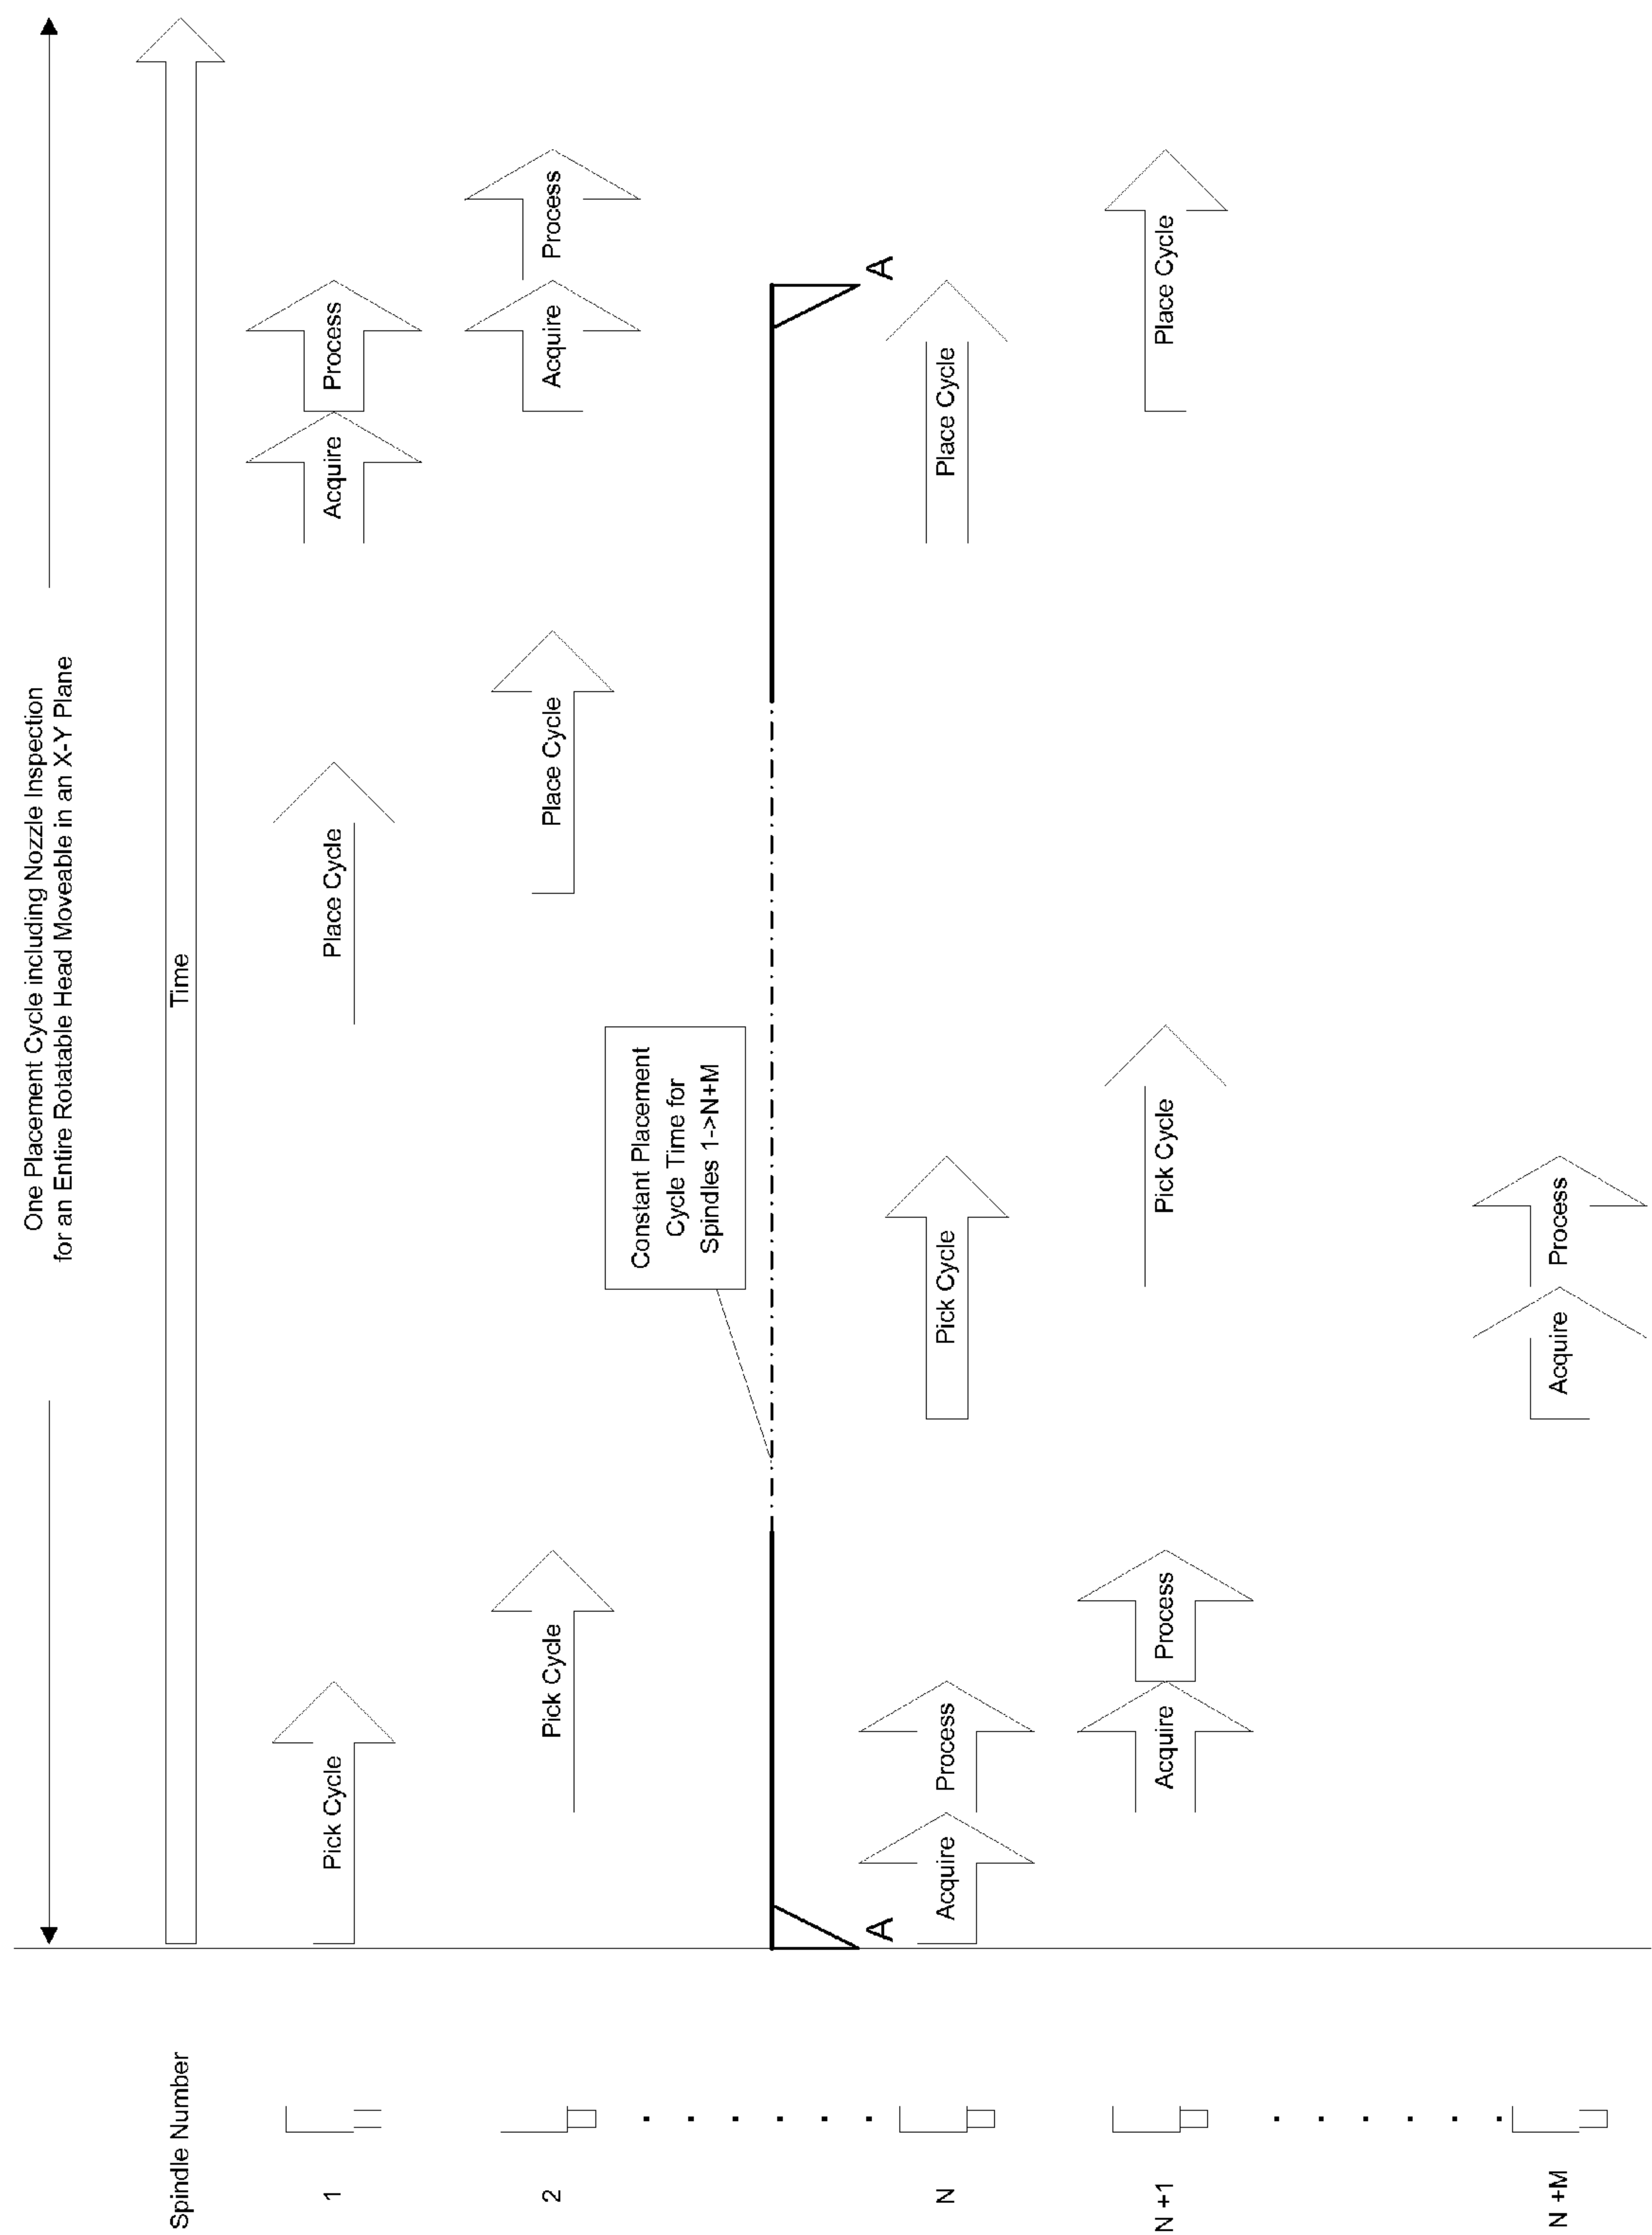 One Placement Cycle including Nozzle Inspection
for an Entire Rotatable Head Moveable in an X-Y Plane
Spindle Number
Time
1
Pick Cycle
Place Cycle
Acquire
Process
2
Pick Cycle
Place Cycle
Acquire
Process
Constant Placement
Cycle Time for
Spindles 1->N+M
A
A
N
Acquire
Process
Pick Cycle
Place Cycle
N +1
Acquire
Process
Pick Cycle
Place Cycle
N +M
Acquire
Process